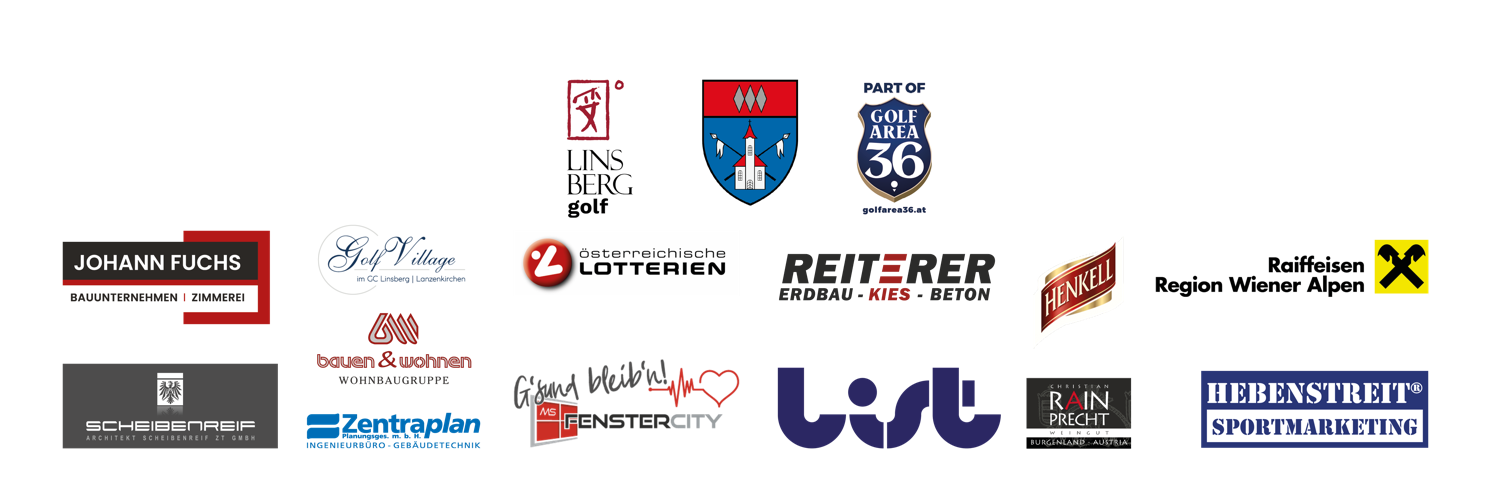 LINS
BERG
golf
PART OF
GOLF
AREA
36
golfarea36.at
JOHANN FUCHS
BAUUNTERNEHMEN | ZIMMEREI
Golf Village
im GC Linsberg | Lanzenkirchen
österreichische
LOTTERIEN
REITERER
ERDBAU - KIES - BETON
HENKELL
Raiffeisen
Region Wiener Alpen
bauen & wohnen
WOHNBAUGRUPPE
SCHEIBENREIF
ARCHITEKT SCHEIBENREIF ZT GMBH
Zentraplan
Planungsges. m. b. H.
INGENIEURBÜRO - GEBÄUDETECHNIK
G'sund bleib'n!
MS
FENSTERCITY
List
CHRISTIAN
RAIN
PRECHT
WEINGUT
BURGENLAND - AUSTRIA
HEBENSTREIT®
SPORTMARKETING